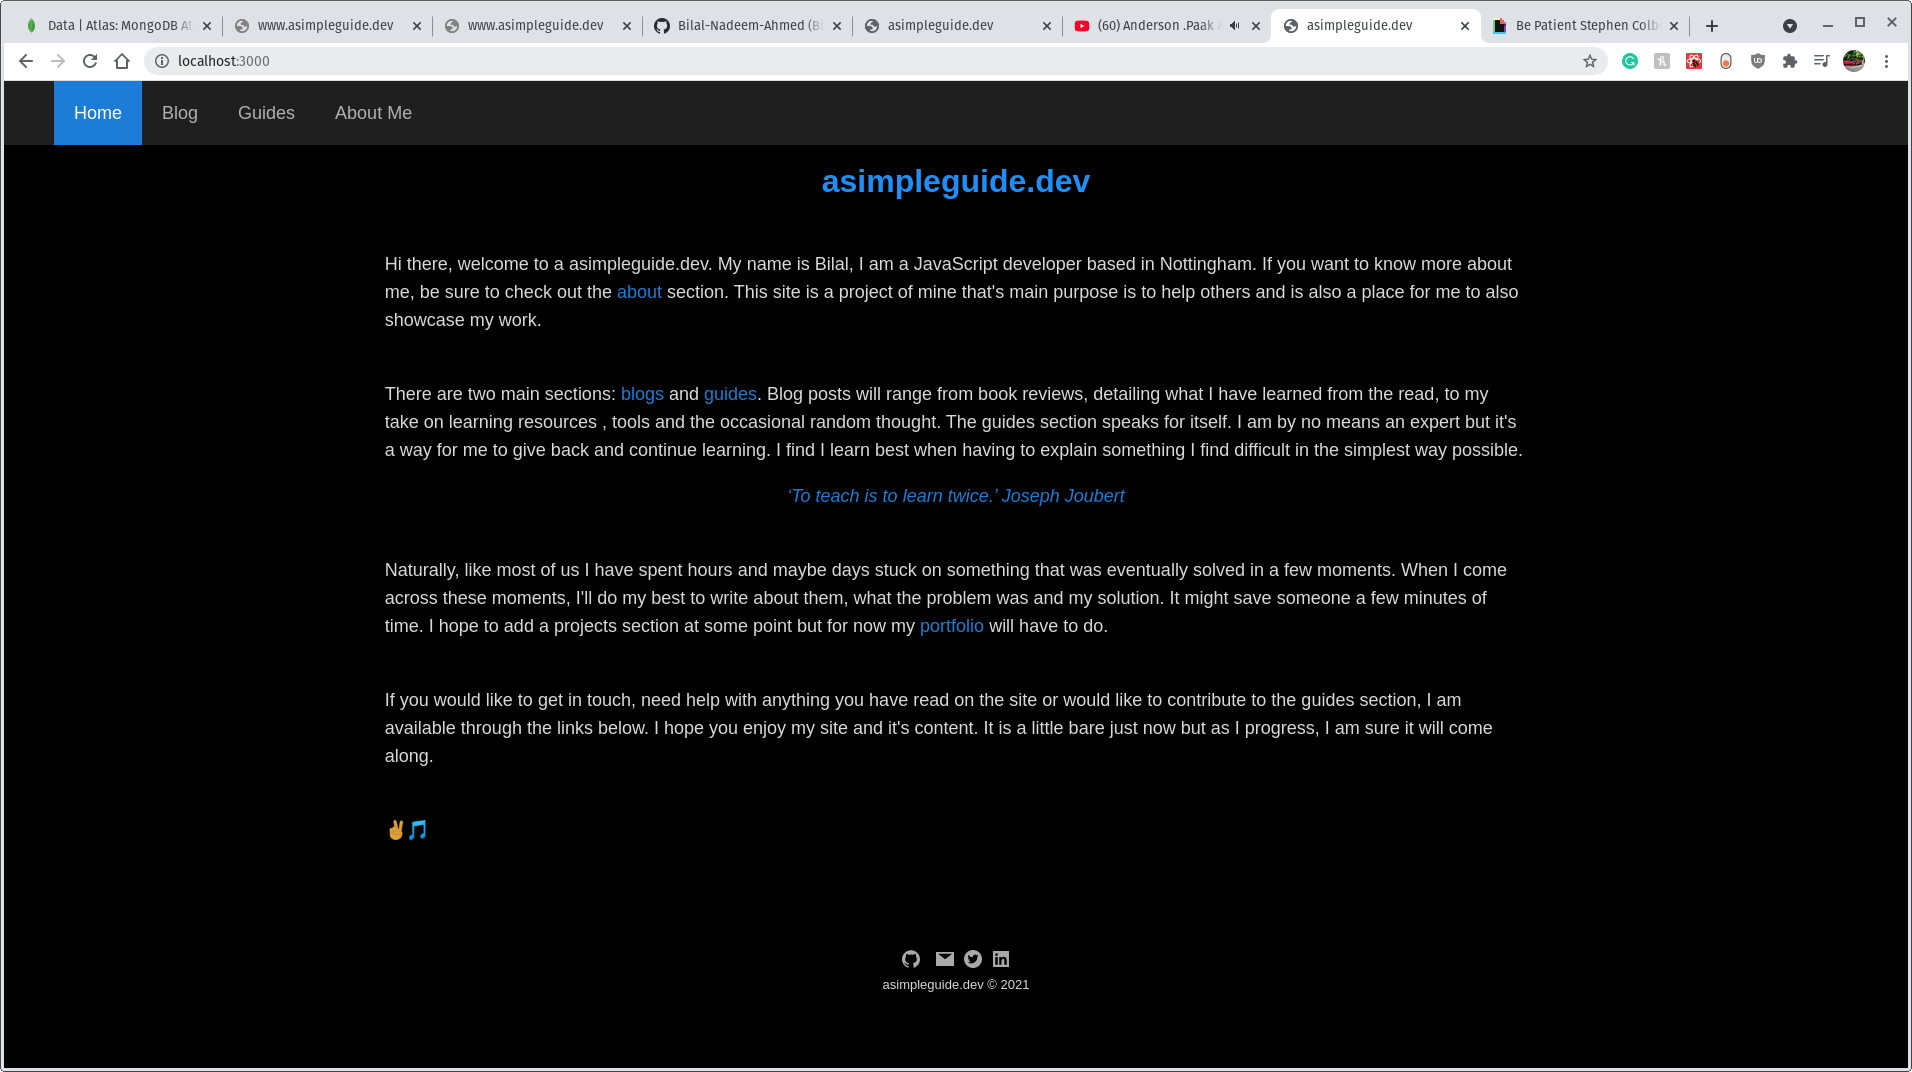 Data | Atlas: MongoDB At
www.asimpleguide.dev
www.asimpleguide.dev
Bilal-Nadeem-Ahmed (Bi
asimpleguide.dev
(60) Anderson .Paak
asimpleguide.dev
Be Patient Stephen Colb
localhost:3000
Home Blog Guides About Me
asimpleguide.dev
Hi there, welcome to a asimpleguide.dev. My name is Bilal, I am a JavaScript developer based in Nottingham. If you want to know more about
me, be sure to check out the about section. This site is a project of mine that's main purpose is to help others and is also a place for me to also
showcase my work.
There are two main sections: blogs and guides. Blog posts will range from book reviews, detailing what I have learned from the read, to my
take on learning resources , tools and the occasional random thought. The guides section speaks for itself. I am by no means an expert but it's
a way for me to give back and continue learning. I find I learn best when having to explain something I find difficult in the simplest way possible.
‘To teach is to learn twice.’ Joseph Joubert
Naturally, like most of us I have spent hours and maybe days stuck on something that was eventually solved in a few moments. When I come
across these moments, I'll do my best to write about them, what the problem was and my solution. It might save someone a few minutes of
time. I hope to add a projects section at some point but for now my portfolio will have to do.
If you would like to get in touch, need help with anything you have read on the site or would like to contribute to the guides section, I am
available through the links below. I hope you enjoy my site and it's content. It is a little bare just now but as I progress, I am sure it will come
along.
asimpleguide.dev © 2021